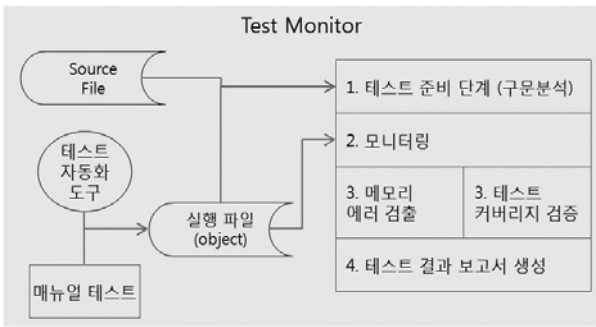 Test Monitor
Source
File
테스트
자동화
도구
매뉴얼 테스트
실행 파일
(object)
1. 테스트 준비 단계 (구문분석)
2. 모니터링
3. 메모리
에러 검출
3. 테스트
커버리지 검증
4. 테스트 결과 보고서 생성